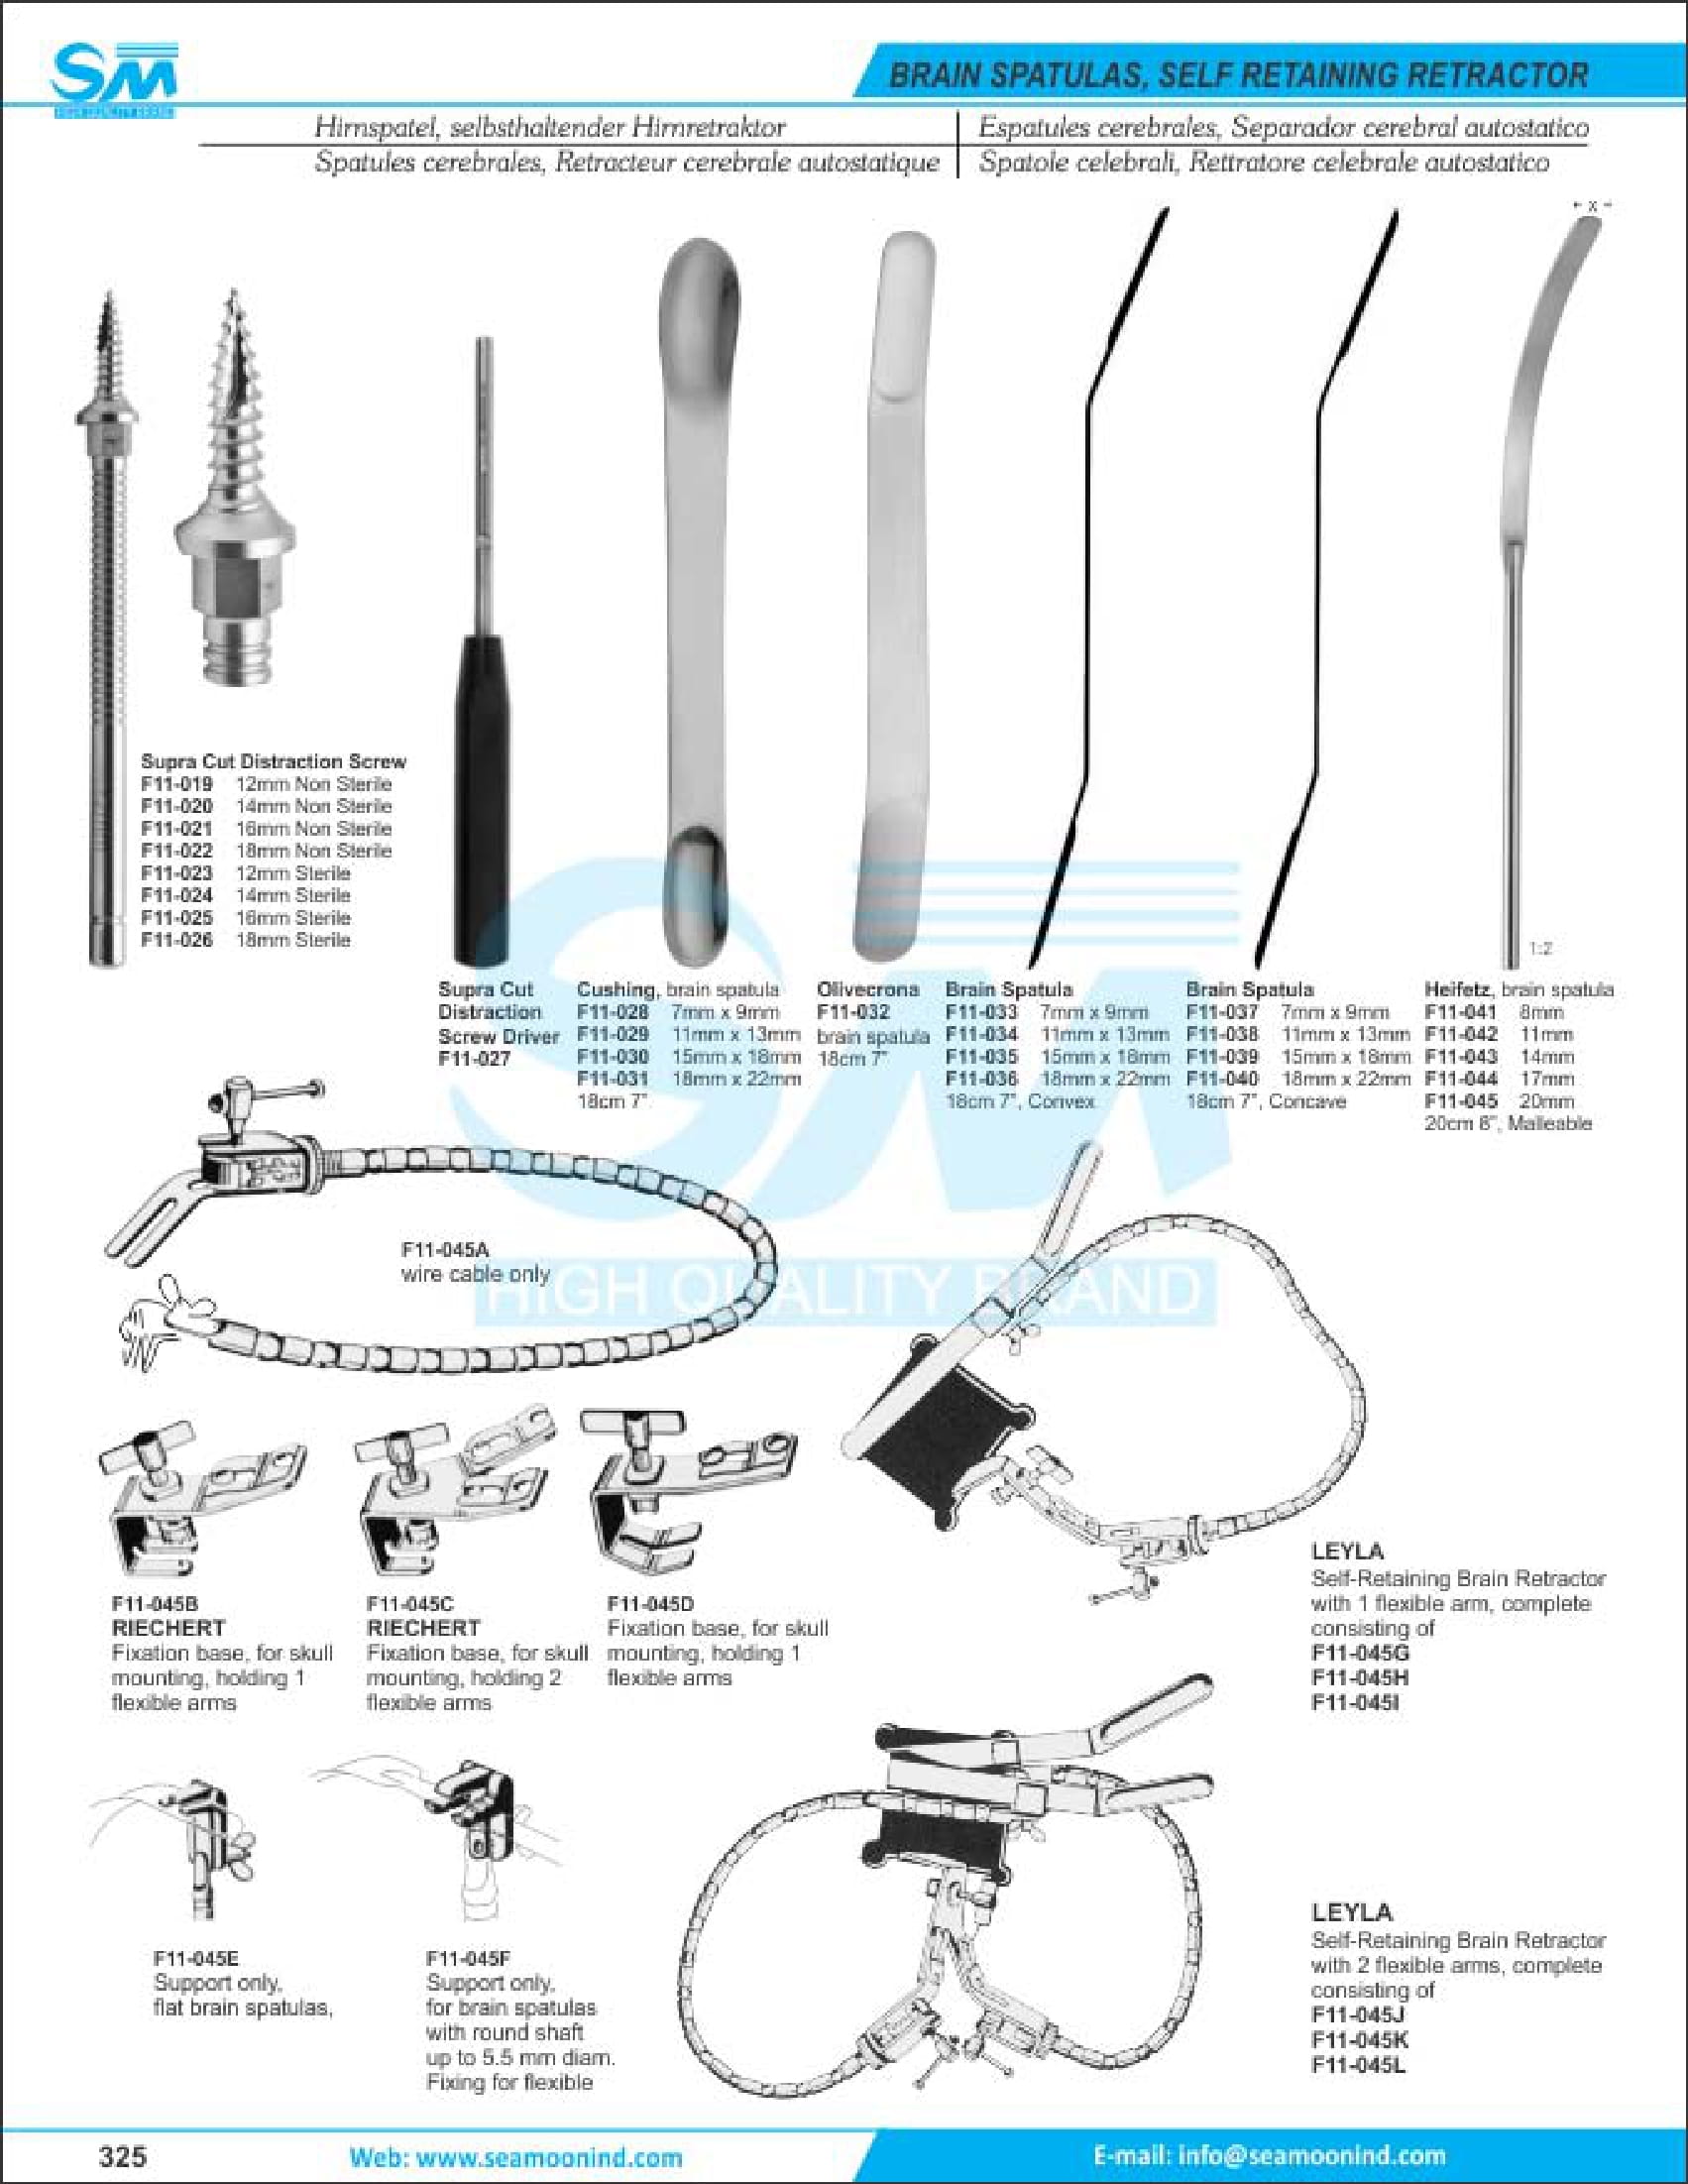 SM
BRAIN SPATULAS, SELF RETAINING RETRACTOR
Hirnspatel, selbsthaltender Hirnretraktor
Spatules cerebrales, Retracteur cerebrale autostatique
Espatules cerebrales, Separador cerebral autostatico
Spatole celebrali, Rettratore celebrale autostatico
x
Supra Cut Distraction Screw
F11-019 12mm Non Sterile
F11-020 14mm Non Sterile
F11-021 16mm Non Sterile
F11-022 18mm Non Sterile
F11-023 12mm Sterile
F11-024 14mm Sterile
F11-025 16mm Sterile
F11-026 18mm Sterile
1:2
Supra Cut
Distraction
Screw Driver
F11-027
Cushing, brain spatula
F11-028 7mm x 9mm
F11-029 11mm x 13mm
F11-030 15mm x 18mm
F11-031 18mm x 22mm
18cm 7"
Olivecrona
F11-032
brain spatula
18cm 7"
Brain Spatula
F11-033 7mm x 9mm
F11-034 11mm x 13mm
F11-035 15mm x 18mm
F11-036 18mm x 22mm
18cm 7", Convex
Brain Spatula
F11-037 7mm x 9mm
F11-038 11mm x 13mm
F11-039 15mm x 18mm
F11-040 18mm x 22mm
18cm 7", Concave
Heifetz, brain spatula
F11-041 8mm
F11-042 11mm
F11-043 14mm
F11-044 17mm
F11-045 20mm
20cm 8", Malleable
SM
HIGH QUALITY BRAND
F11-045A
wire cable only
F11-045B
RIECHERT
Fixation base, for skull
mounting, holding 1
flexible arms
F11-045C
RIECHERT
Fixation base, for skull
mounting, holding 2
flexible arms
F11-045D
Fixation base, for skull
mounting, holding 1
flexible arms
LEYLA
Self-Retaining Brain Retractor
with 1 flexible arm, complete
consisting of
F11-045G
F11-045H
F11-045I
F11-045E
Support only,
flat brain spatulas,
F11-045F
Support only,
for brain spatulas
with round shaft
up to 5.5 mm diam.
Fixing for flexible
LEYLA
Self-Retaining Brain Retractor
with 2 flexible arms, complete
consisting of
F11-045J
F11-045K
F11-045L
325
Web: www.seamoonind.com
E-mail: info@seamoonind.com